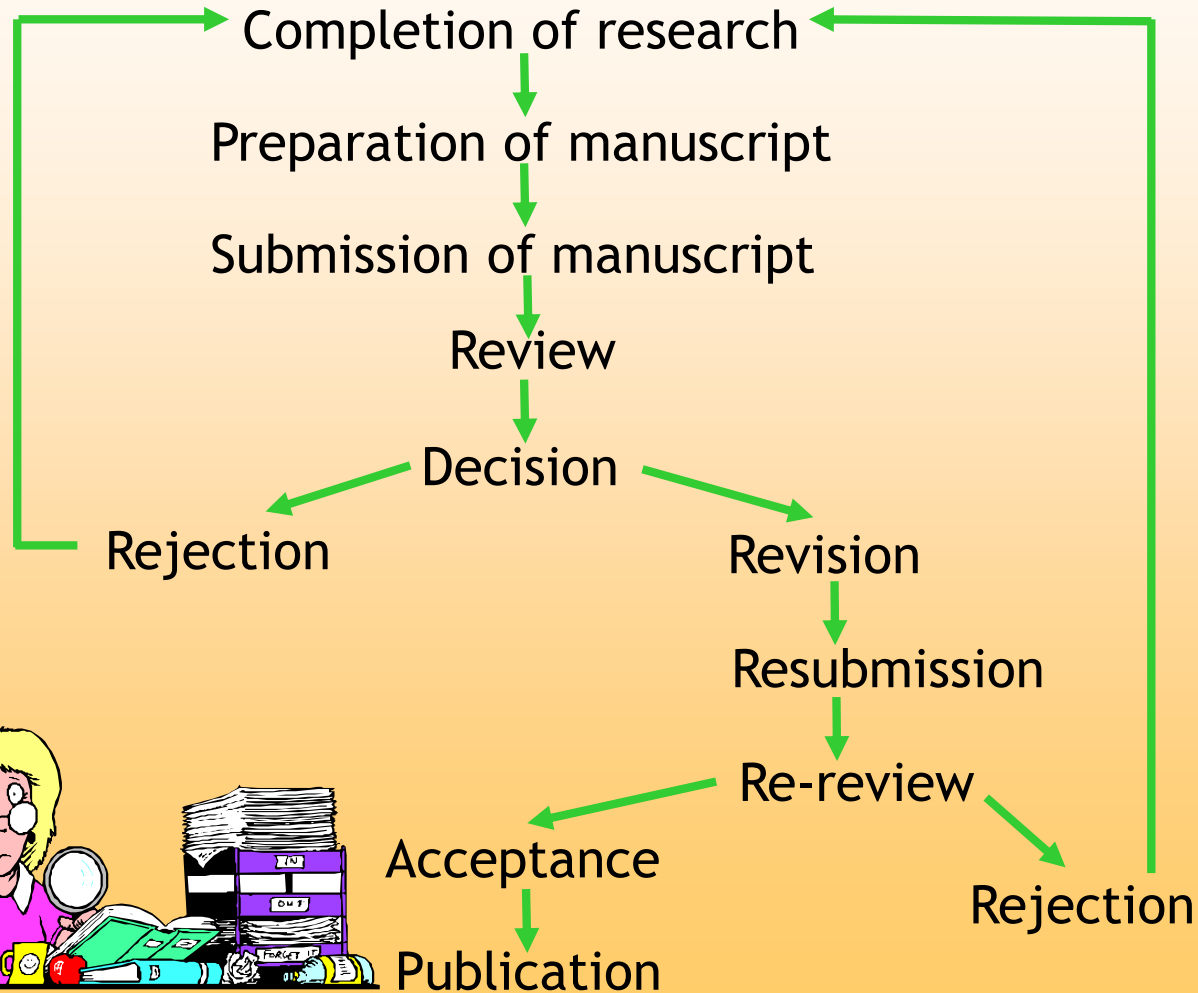 Completion of research
Preparation of manuscript
Submission of manuscript
Review
Decision
Rejection
Revision
Resubmission
Re-review
Acceptance
Rejection
Publication
IN
OUT
FORGET IT